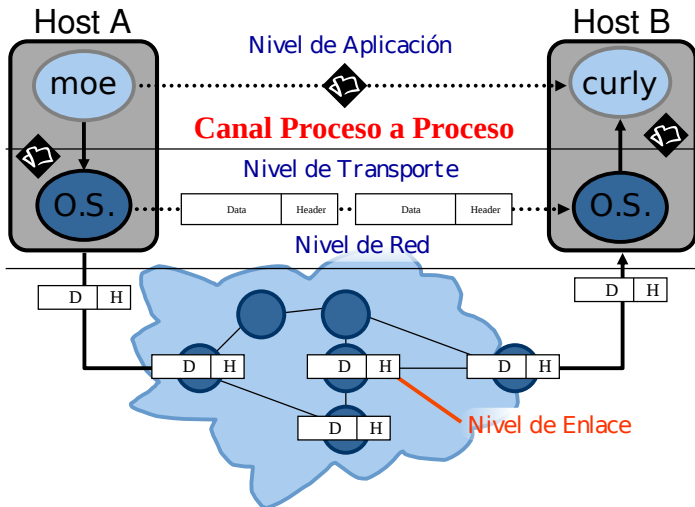 Host A
Host B
Nivel de Aplicación
moe
curly
Canal Proceso a Proceso
Nivel de Transporte
O.S.
Data
Header
Data
Header
O.S.
Nivel de Red
D
H
D
H
D
H
D
H
D
H
D
H
Nivel de Enlace